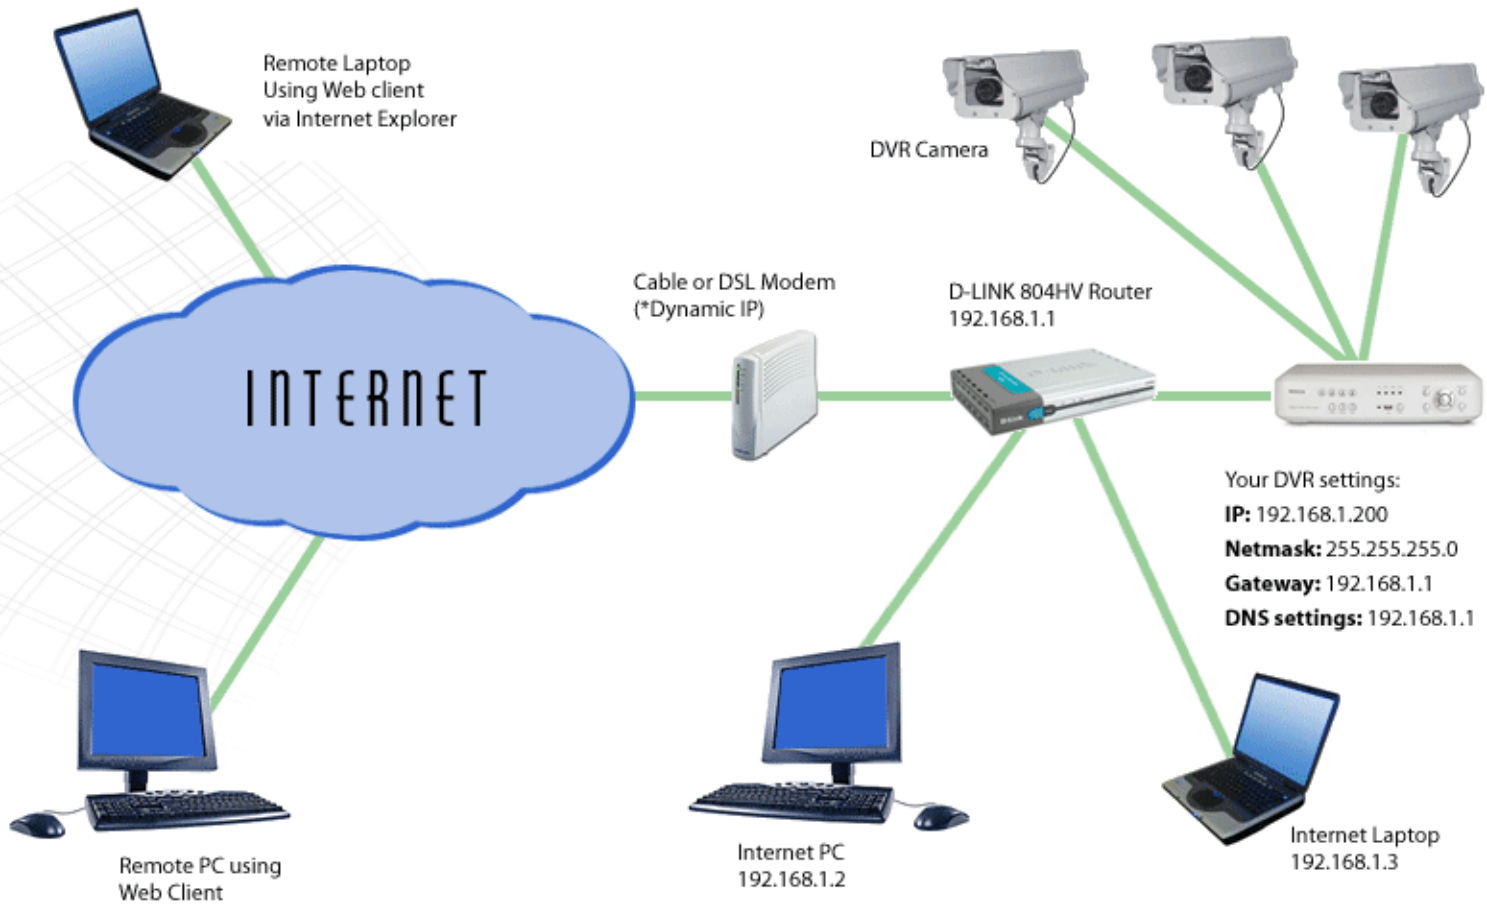 Remote Laptop
Using Web client
via Internet Explorer
DVR Camera
Cable or DSL Modem
(*Dynamic IP)
D-LINK 804HV Router
192.168.1.1
INTERNET
D-Link
Your DVR settings:
IP: 192.168.1.200
Netmask: 255.255.255.0
Gateway: 192.168.1.1
DNS settings: 192.168.1.1
Remote PC using
Web Client
Internet PC
192.168.1.2
Internet Laptop
192.168.1.3